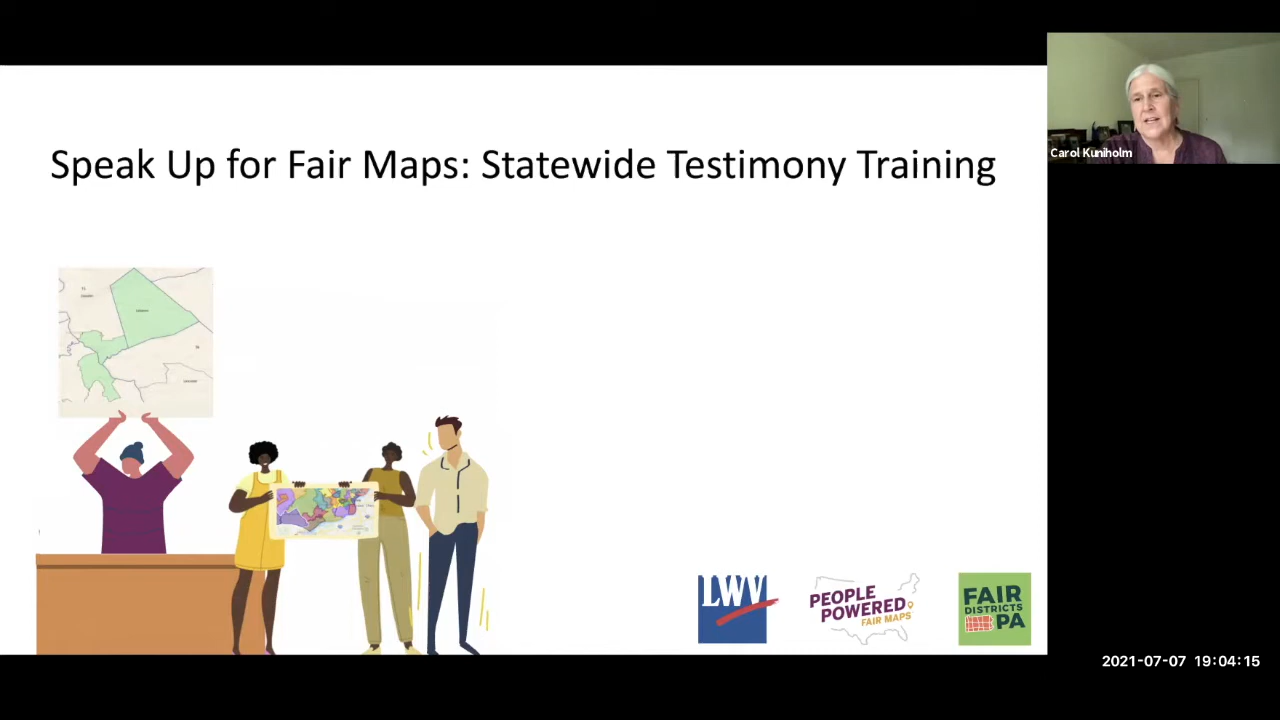 Speak Up for Fair Maps: Statewide Testimony Training
Carol Kuniholm
LWV
PEOPLE
POWERED
FAIR MAPS
FAIR
DISTRICTS
PA
2021-07-07 19:04:15